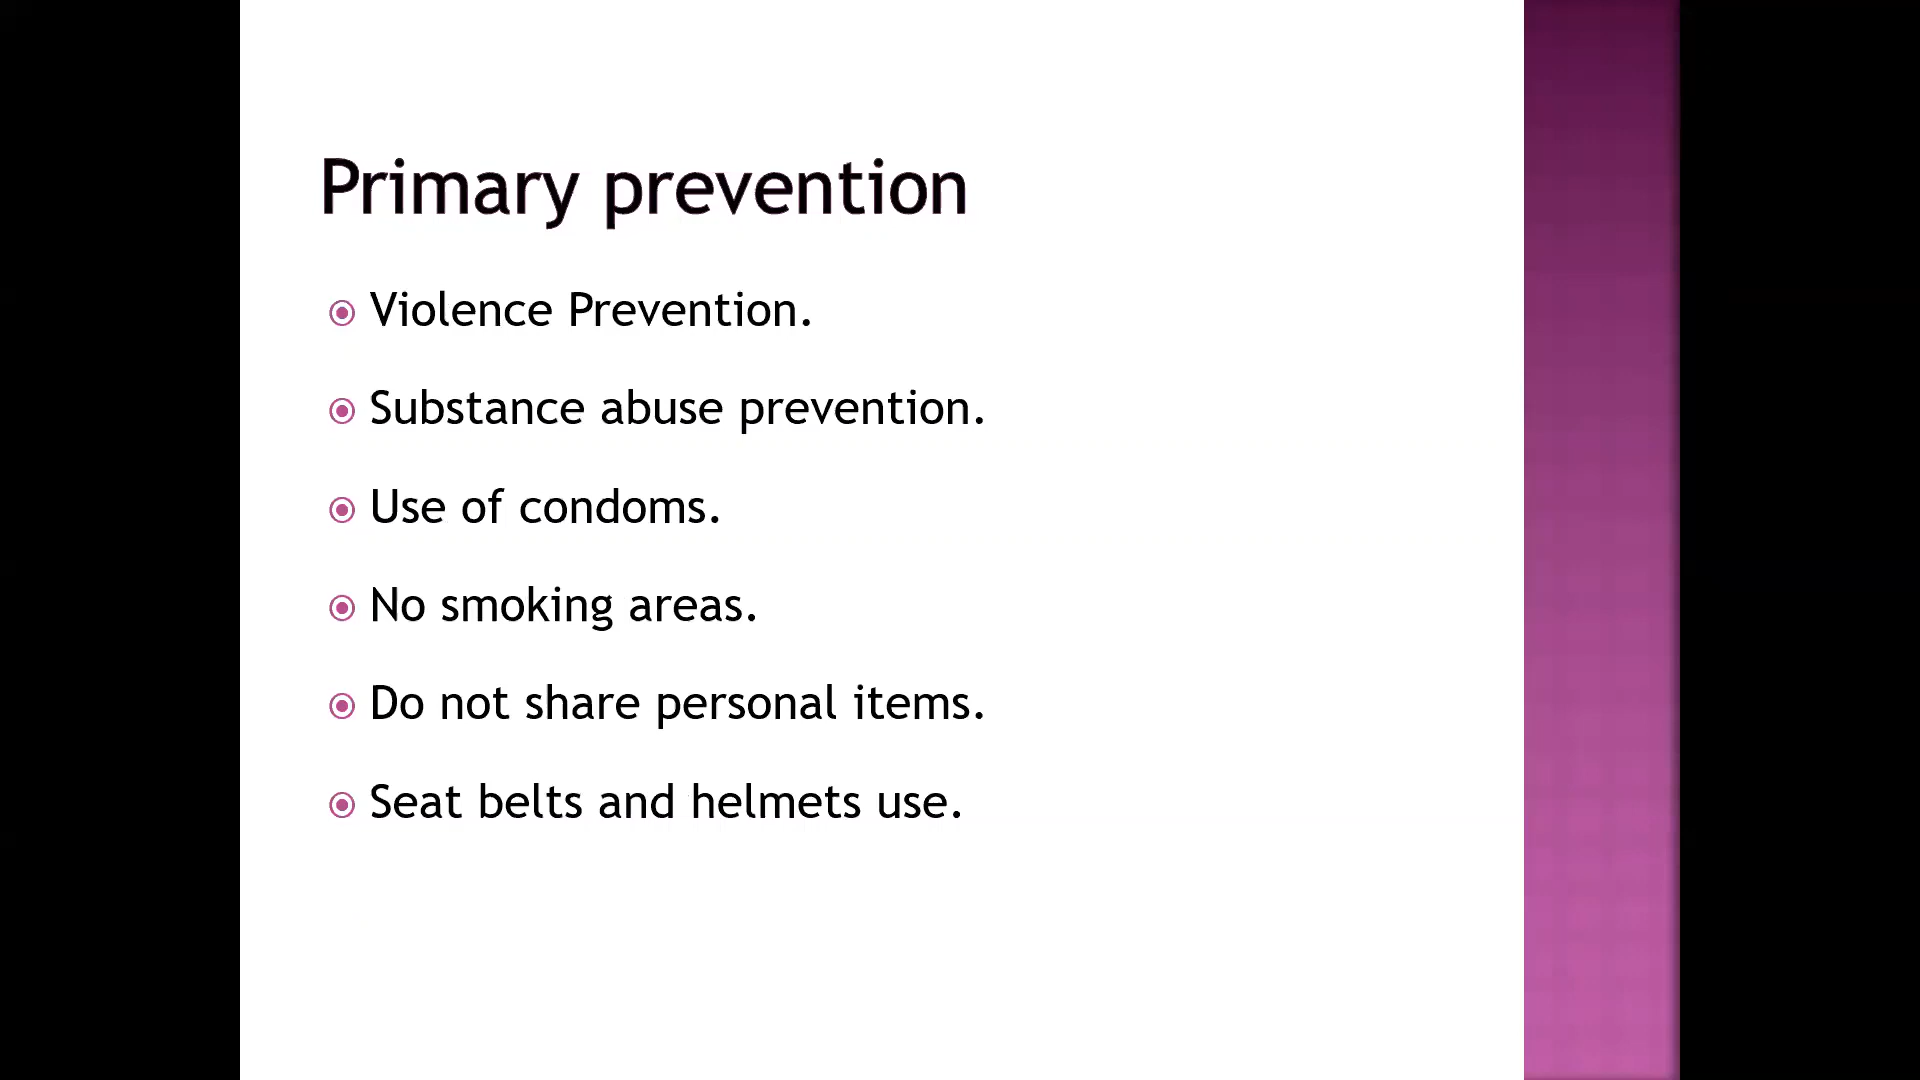 Primary prevention
Violence Prevention.
Substance abuse prevention.
Use of condoms.
No smoking areas.
Do not share personal items.
Seat belts and helmets use.